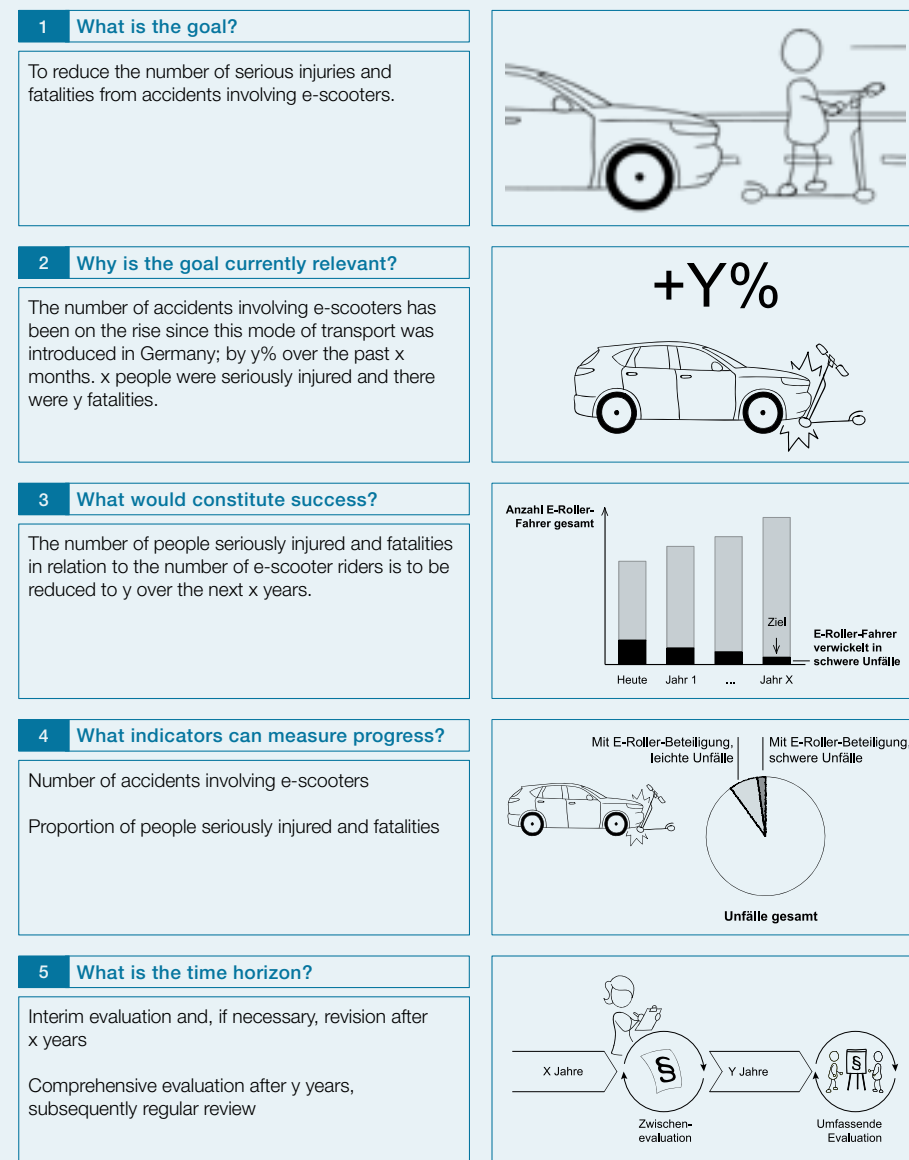 1 What is the goal?
To reduce the number of serious injuries and
fatalities from accidents involving e-scooters.
2 Why is the goal currently relevant?
The number of accidents involving e-scooters has
been on the rise since this mode of transport was
introduced in Germany; by y% over the past x
months. x people were seriously injured and there
were y fatalities.
+Y%
3 What would constitute success?
The number of people seriously injured and fatalities
in relation to the number of e-scooter riders is to be
reduced to y over the next x years.
Anzahl E-Roller-
Fahrer gesamt
Ziel
E-Roller-Fahrer
verwickelt in
schwere Unfälle
Heute Jahr 1 ... Jahr X
4 What indicators can measure progress?
Number of accidents involving e-scooters
Proportion of people seriously injured and fatalities
Mit E-Roller-Beteiligung,
leichte Unfälle
Mit E-Roller-Beteiligung,
schwere Unfälle
Unfälle gesamt
5 What is the time horizon?
Interim evaluation and, if necessary, revision after
x years
Comprehensive evaluation after y years,
subsequently regular review
X Jahre
§
Y Jahre
§
Zwischen-
evaluation
Umfassende
Evaluation